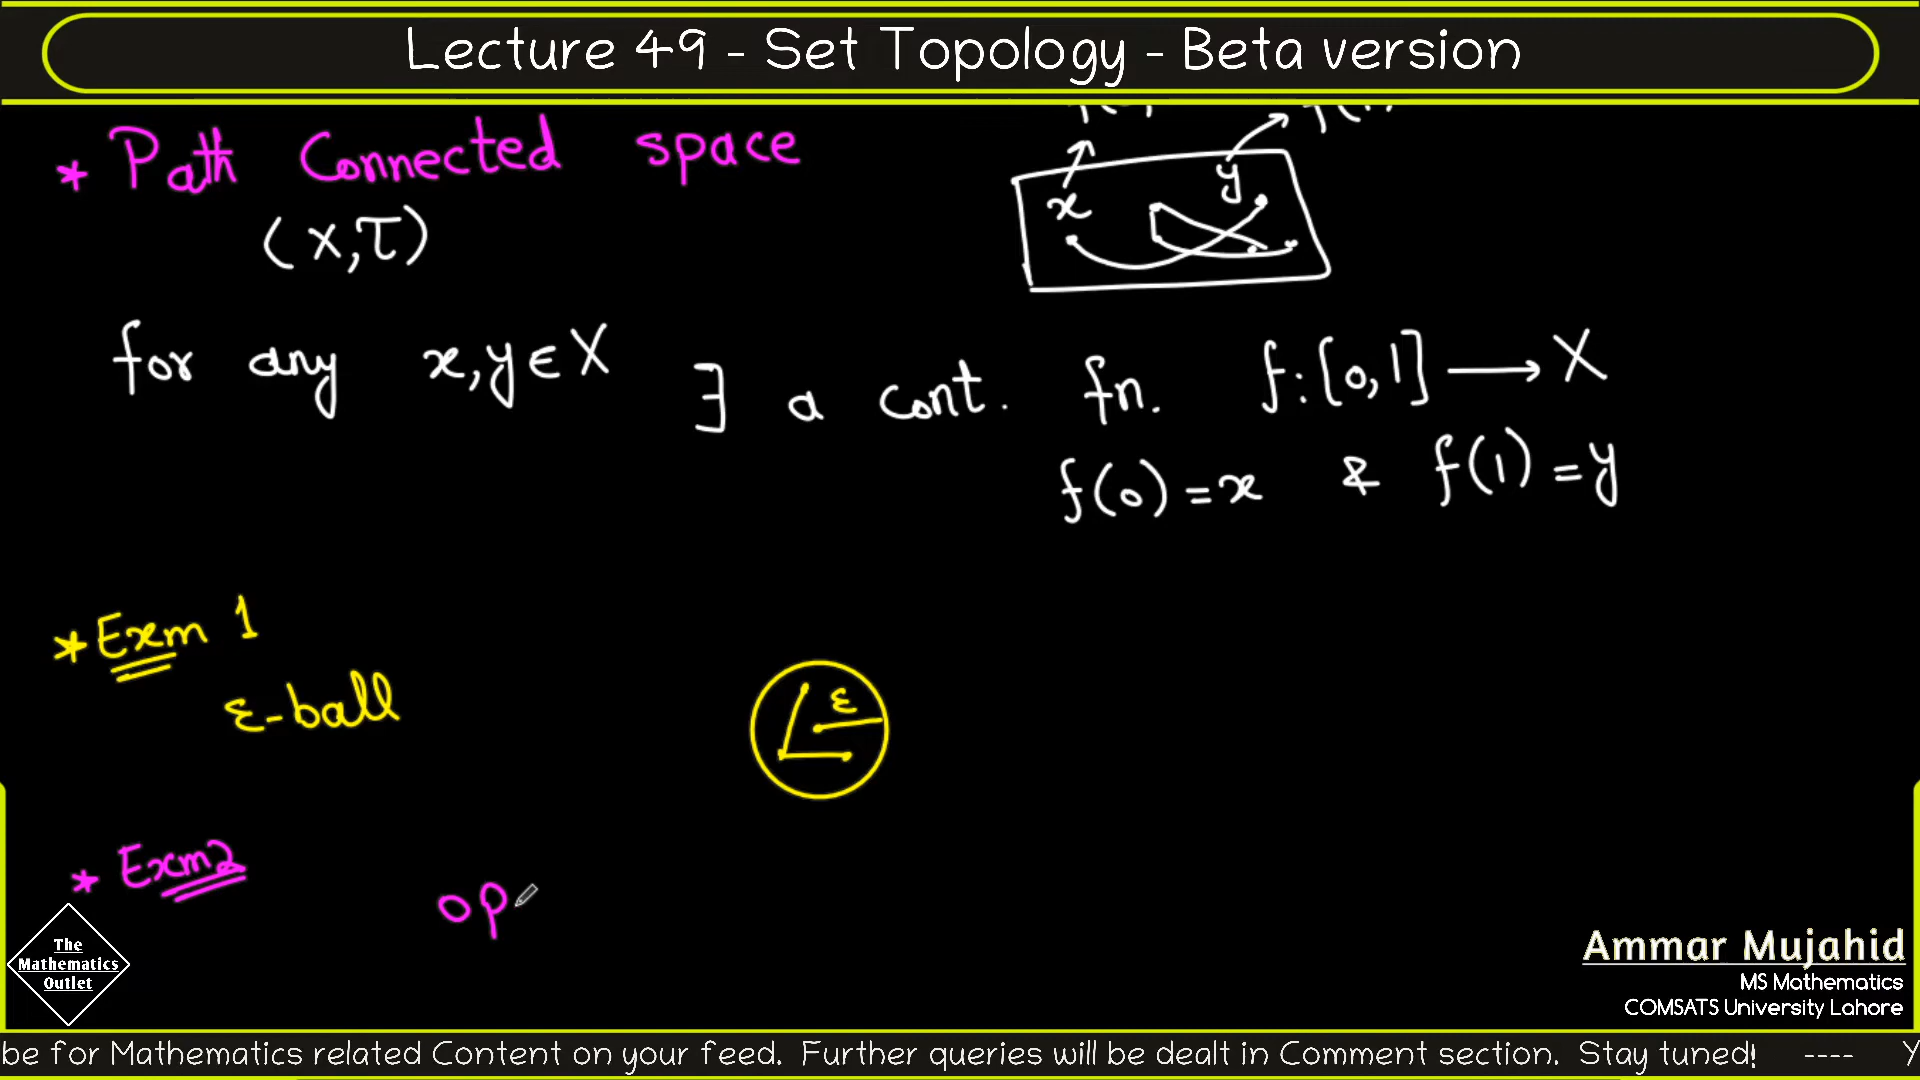 Lecture 49 - Set Topology - Beta version
* Path Connected space
(X,τ)
x
y
for any x,y∈X ∃ a cont. fn. f:[0,1]⟶X
f(0)=x & f(1)=y
* Exm 1
ε-ball
ε
* Exm2
op
The
Mathematics
Outlet
Ammar Mujahid
MS Mathematics
COMSATS University Lahore
be for Mathematics related Content on your feed. Further queries will be dealt in Comment section. Stay tuned! ---- Y